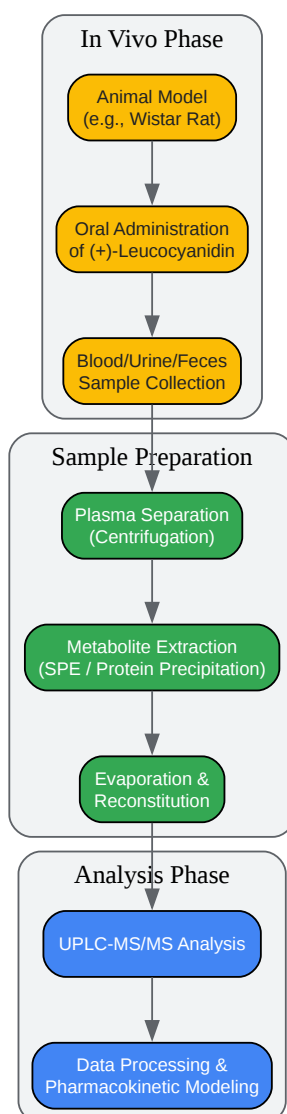 In Vivo Phase
Animal Model
(e.g., Wistar Rat)
Oral Administration
of (+)-Leucocyanidin
Blood/Urine/Feces
Sample Collection
Sample Preparation
Plasma Separation
(Centrifugation)
Metabolite Extraction
(SPE / Protein Precipitation)
Evaporation &
Reconstitution
Analysis Phase
UPLC-MS/MS Analysis
Data Processing &
Pharmacokinetic Modeling